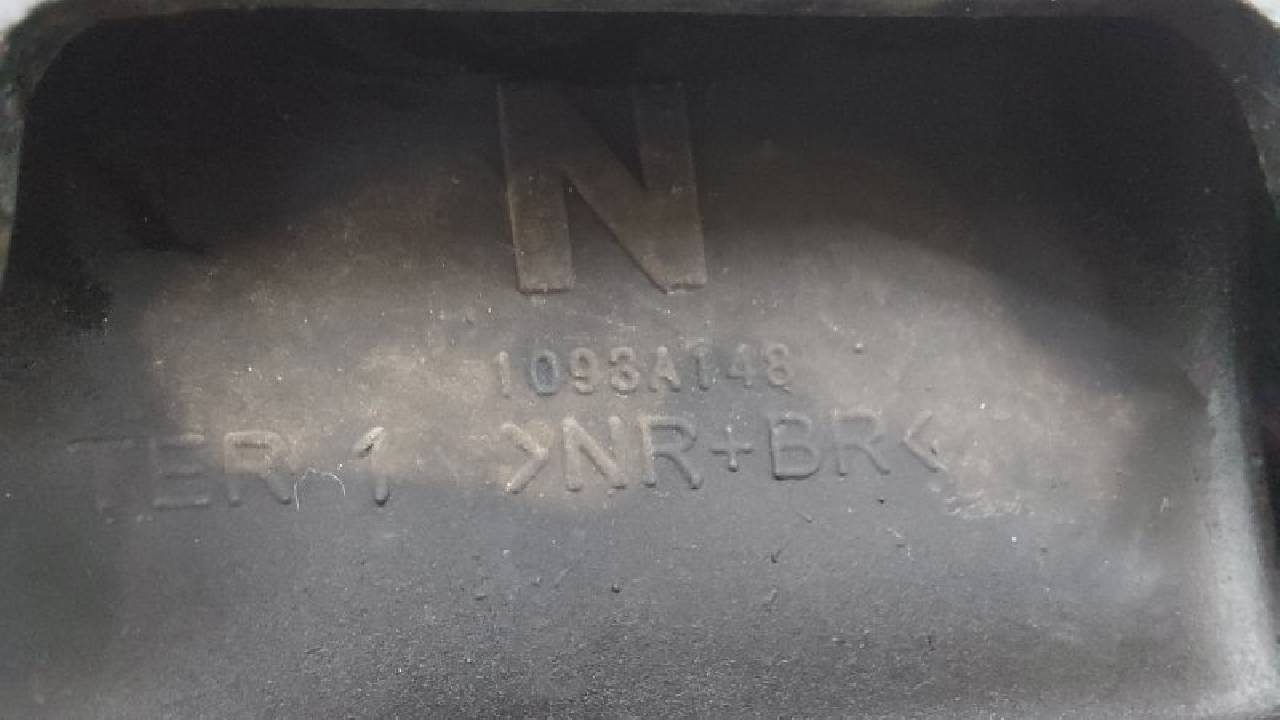 N
1093A148
TER 1 >NR+BR<